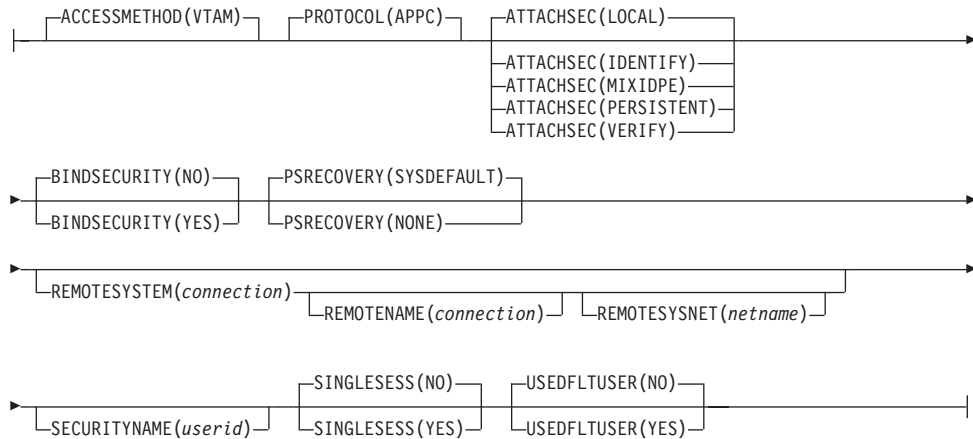 ACCESSMETHOD(VTAM) PROTOCOL(APPC) ATTACHSEC(LOCAL)
ATTACHSEC(IDENTIFY)
ATTACHSEC(MIXIDPE)
ATTACHSEC(PERSISTENT)
ATTACHSEC(VERIFY)
BINDSECURITY(NO) PSRECOVERY(SYSDEFAULT)
BINDSECURITY(YES) PSRECOVERY(NONE)
REMOTESYSTEM(connection)
REMOTENAME(connection) REMOTESYSNET(netname)
SINGLESESS(NO) USEDFLTUSER(NO)
SECURITYNAME(userid) SINGLESESS(YES) USEDFLTUSER(YES)